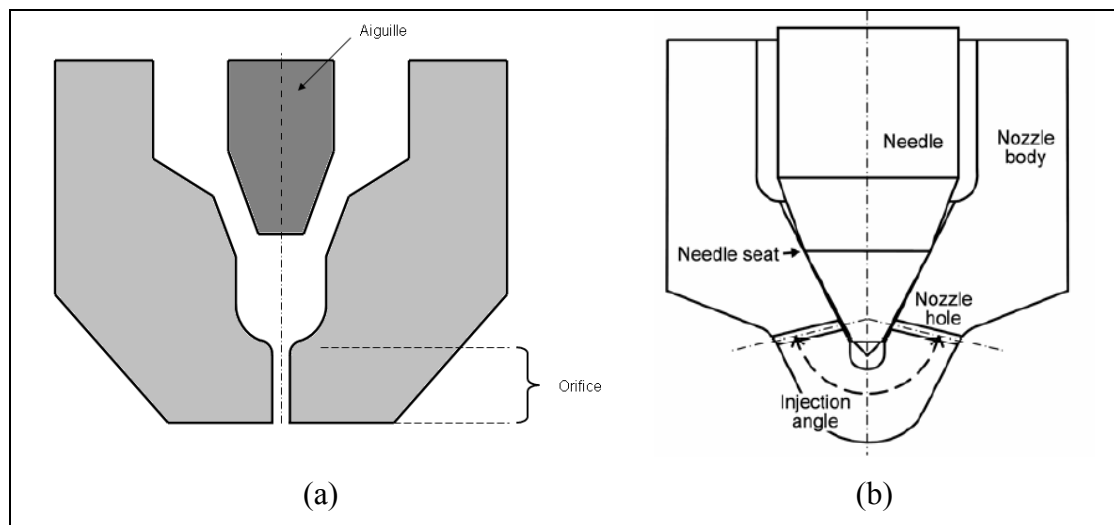 Aiguille
Orifice
(a)
Needle
Nozzle
body
Needle seat
Nozzle
hole
Injection
angle
(b)